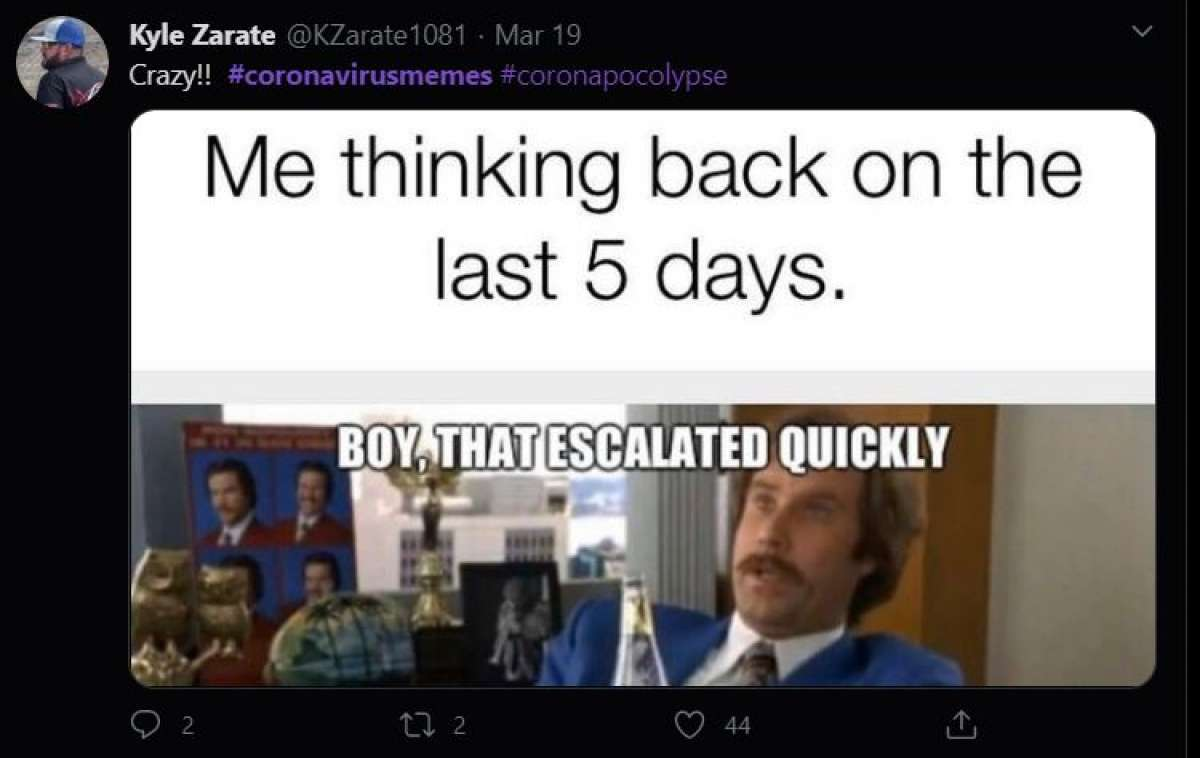 Kyle Zarate @KZarate1081 · Mar 19
Crazy!! #coronavirusmemes #coronapocolypse
Me thinking back on the
last 5 days.
BOY, THAT ESCALATED QUICKLY
2 2 44